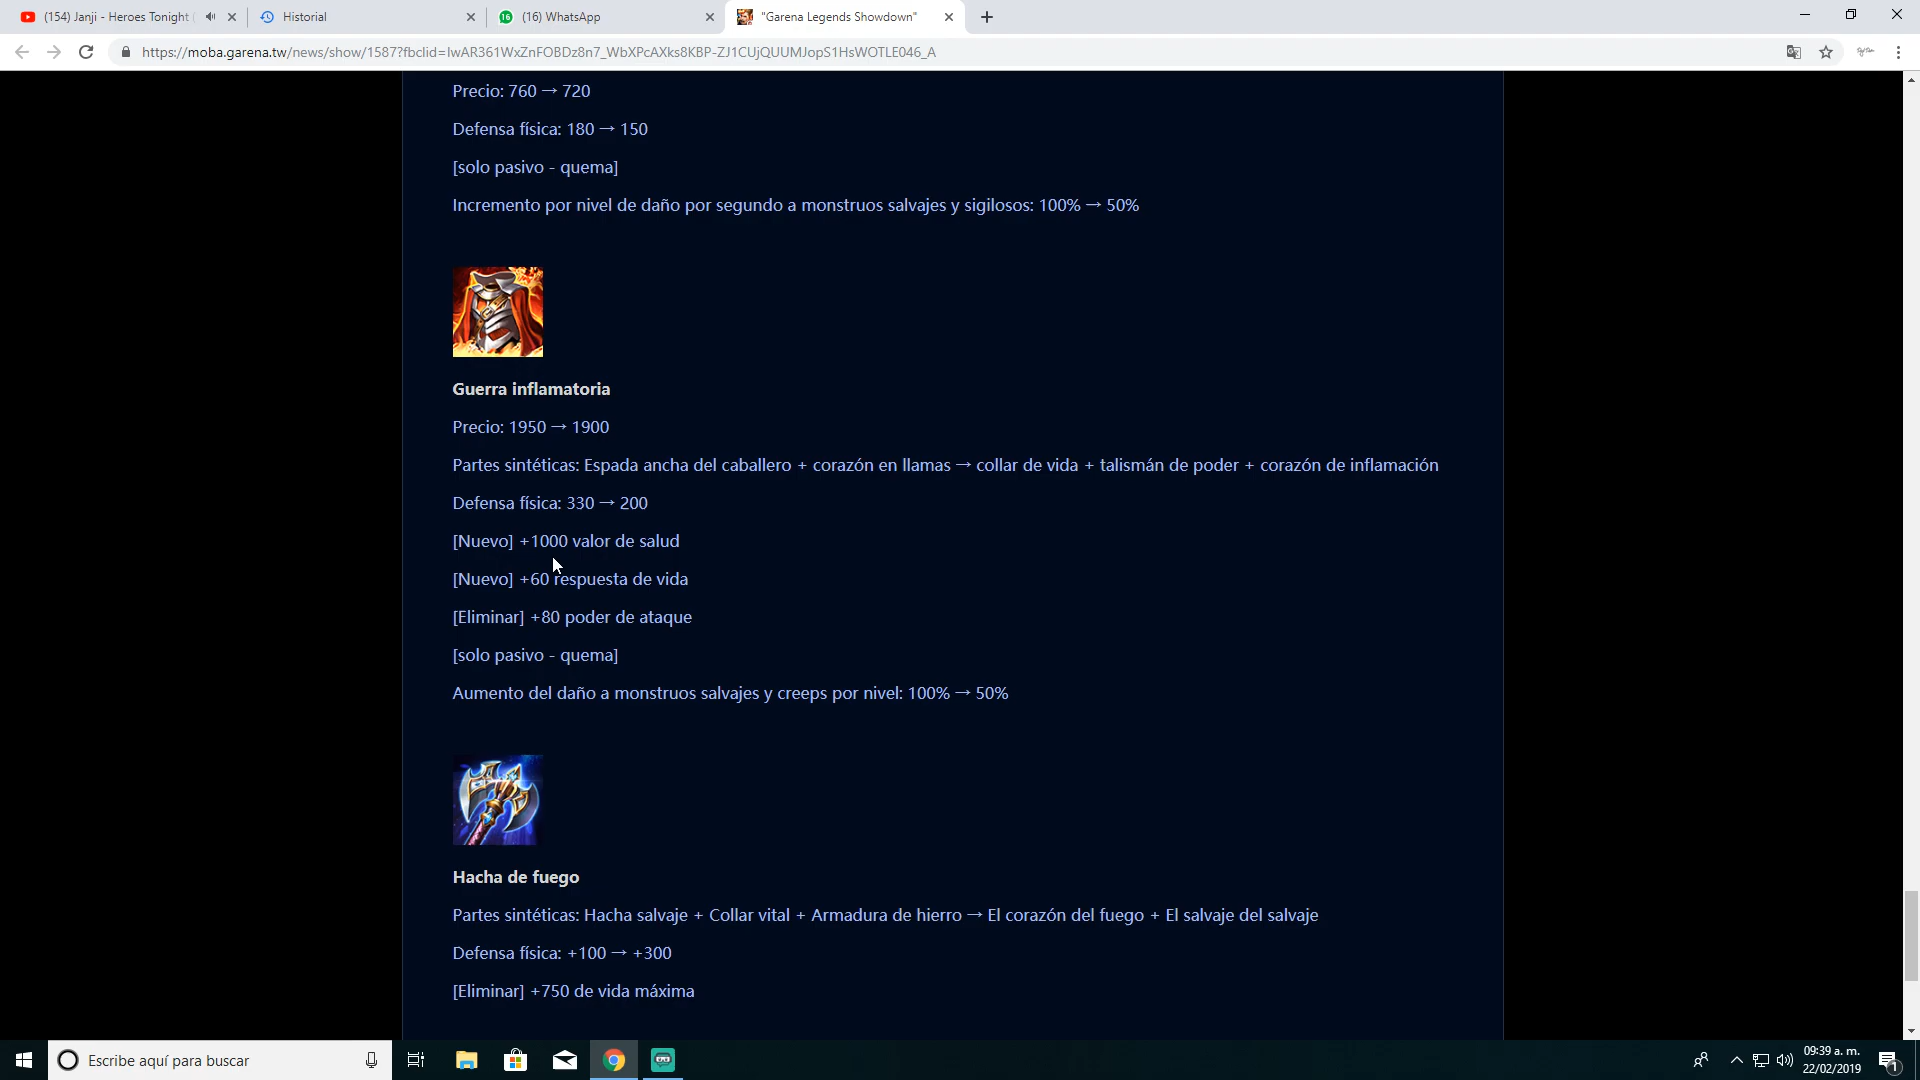 (154) Janji - Heroes Tonight
Historial
(16) WhatsApp
"Garena Legends Showdown"
https://moba.garena.tw/news/show/1587?fbclid=IwAR361WxZnFOBDz8n7_WbXPcAXks8KBP-ZJ1CUjQUUMJopS1HsWOTLE046_A
Precio: 760 → 720
Defensa física: 180 → 150
[solo pasivo - quema]
Incremento por nivel de daño por segundo a monstruos salvajes y sigilosos: 100% → 50%
Guerra inflamatoria
Precio: 1950 → 1900
Partes sintéticas: Espada ancha del caballero + corazón en llamas → collar de vida + talismán de poder + corazón de inflamación
Defensa física: 330 → 200
[Nuevo] +1000 valor de salud
[Nuevo] +60 respuesta de vida
[Eliminar] +80 poder de ataque
[solo pasivo - quema]
Aumento del daño a monstruos salvajes y creeps por nivel: 100% → 50%
Hacha de fuego
Partes sintéticas: Hacha salvaje + Collar vital + Armadura de hierro → El corazón del fuego + El salvaje del salvaje
Defensa física: +100 → +300
[Eliminar] +750 de vida máxima
Escribe aquí para buscar
09:39 a. m.
22/02/2019
1